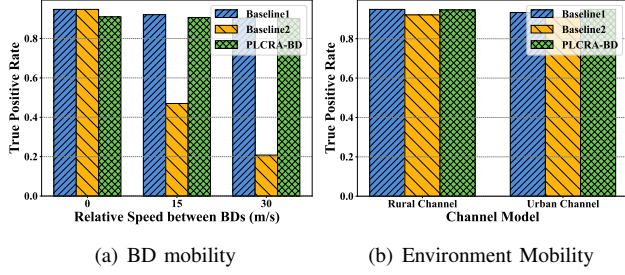 True Positive Rate
0.8
0.6
0.4
0.2
0.0
Baseline1
Baseline2
PLCRA-BD
0 15 30
Relative Speed between BDs (m/s)
(a) BD mobility
True Positive Rate
0.8
0.6
0.4
0.2
0.0
Baseline1
Baseline2
PLCRA-BD
Rural Channel Urban Channel
Channel Model
(b) Environment Mobility